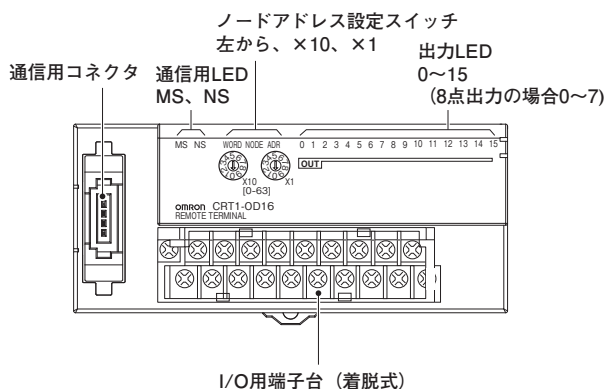 ノードアドレス設定スイッチ
左から、×10、×1
出力LED
0〜15
(8点出力の場合0〜7)
通信用コネクタ
通信用LED
MS、NS
MS NS
WORD NODE ADR
0 1 2 3 4 5 6 7 8 9 10 11 12 13 14 15
OUT
X10
X1
[0-63]
OMRON CRT1-OD16
REMOTE TERMINAL
I/O用端子台（着脱式）